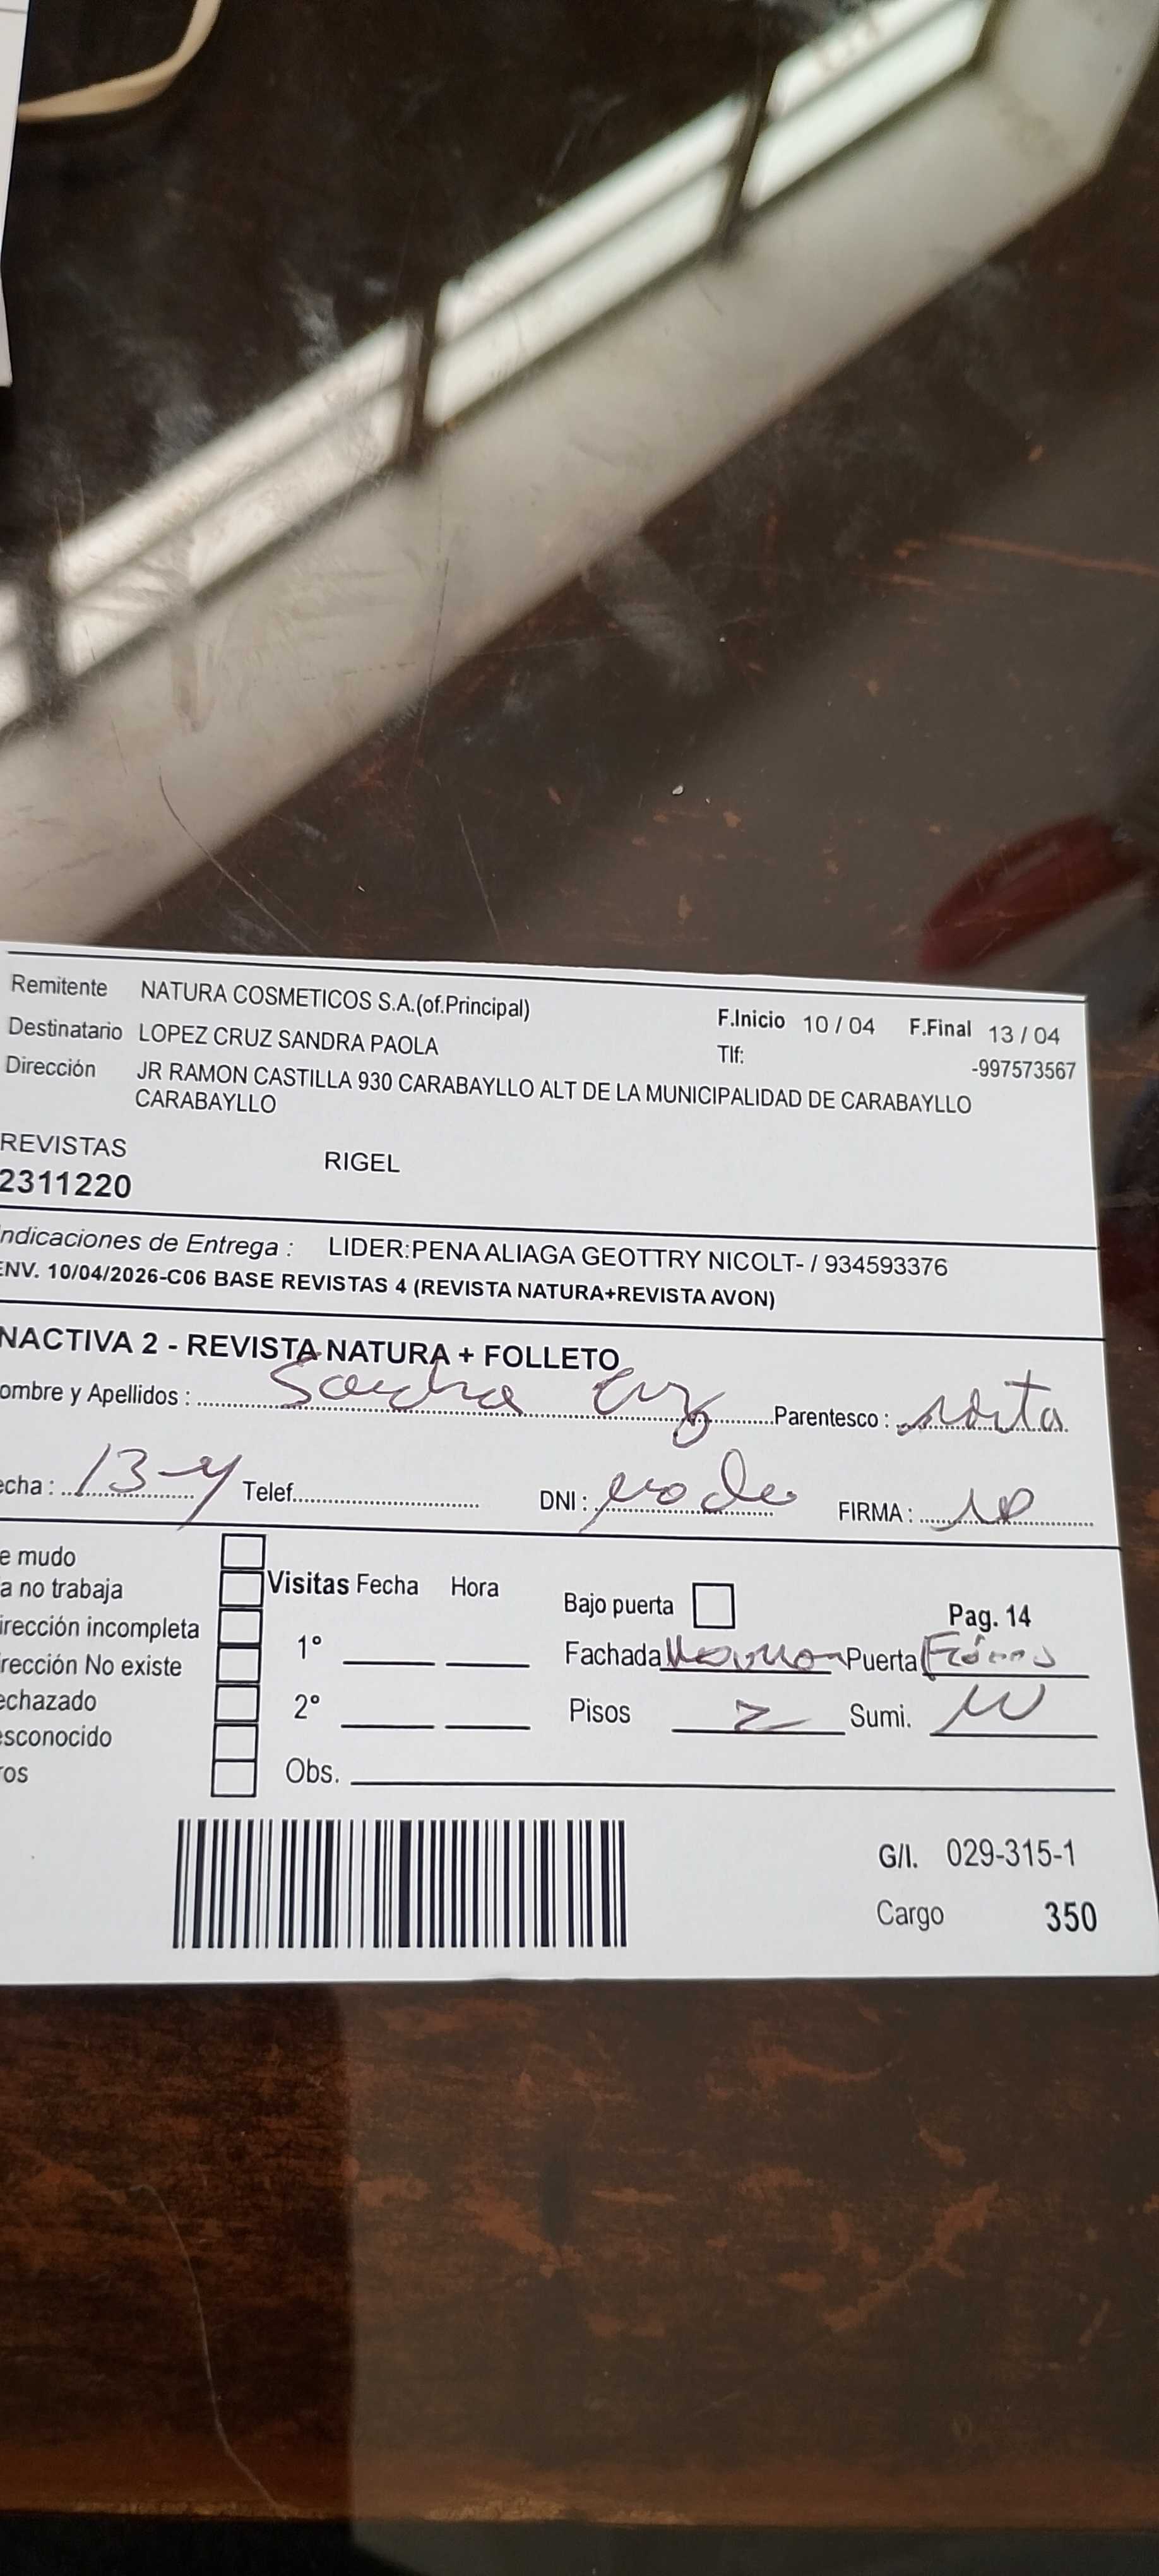 Remitente NATURA COSMETICOS S.A.(of.Principal)
F.Inicio 10 / 04 F.Final 13 / 04
Destinatario LOPEZ CRUZ SANDRA PAOLA
Tlf: -997573567
Dirección JR RAMON CASTILLA 930 CARABAYLLO ALT DE LA MUNICIPALIDAD DE CARABAYLLO
CARABAYLLO
REVISTAS RIGEL
2311220
ndicaciones de Entrega : LIDER:PENA ALIAGA GEOTTRY NICOLT- / 934593376
ENV. 10/04/2026-C06 BASE REVISTAS 4 (REVISTA NATURA+REVISTA AVON)
NACTIVA 2 - REVISTA NATURA + FOLLETO
ombre y Apellidos : Sandra Cruz Parentesco :
echa : 13-4 Telef. DNI : FIRMA :
e mudo
a no trabaja
irección incompleta
rección No existe
echazado
esconocido
ros
Visitas Fecha Hora
1°
2°
Obs.
Bajo puerta Pag. 14
Fachada Puerta
Pisos 2 Sumi.
G/I. 029-315-1
Cargo 350